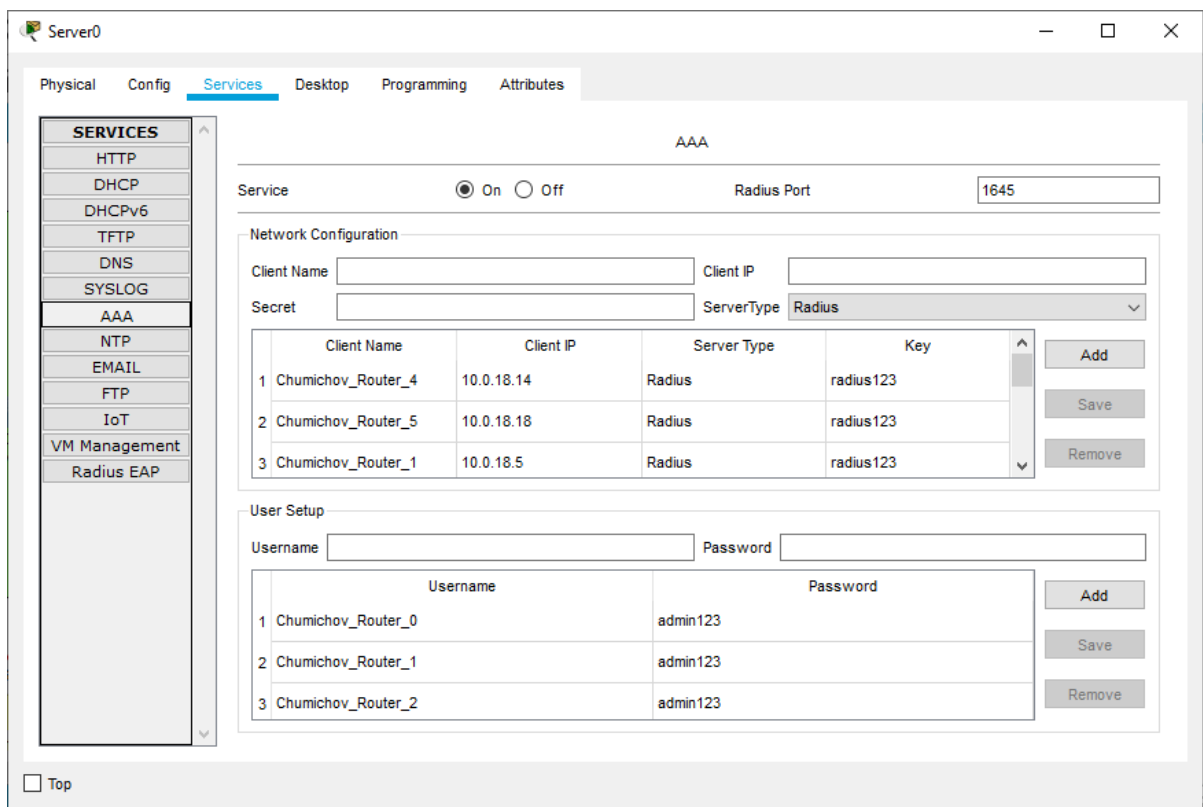 Server0
Physical Config Services Desktop Programming Attributes
SERVICES
HTTP
DHCP
DHCPv6
TFTP
DNS
SYSLOG
AAA
NTP
EMAIL
FTP
IoT
VM Management
Radius EAP
AAA
Service On Off Radius Port 1645
Network Configuration
Client Name Client IP
Secret ServerType Radius
Client Name Client IP Server Type Key
1 Chumichov_Router_4 10.0.18.14 Radius radius123
2 Chumichov_Router_5 10.0.18.18 Radius radius123
3 Chumichov_Router_1 10.0.18.5 Radius radius123
Add
Save
Remove
User Setup
Username Password
Username Password
1 Chumichov_Router_0 admin123
2 Chumichov_Router_1 admin123
3 Chumichov_Router_2 admin123
Add
Save
Remove
Top